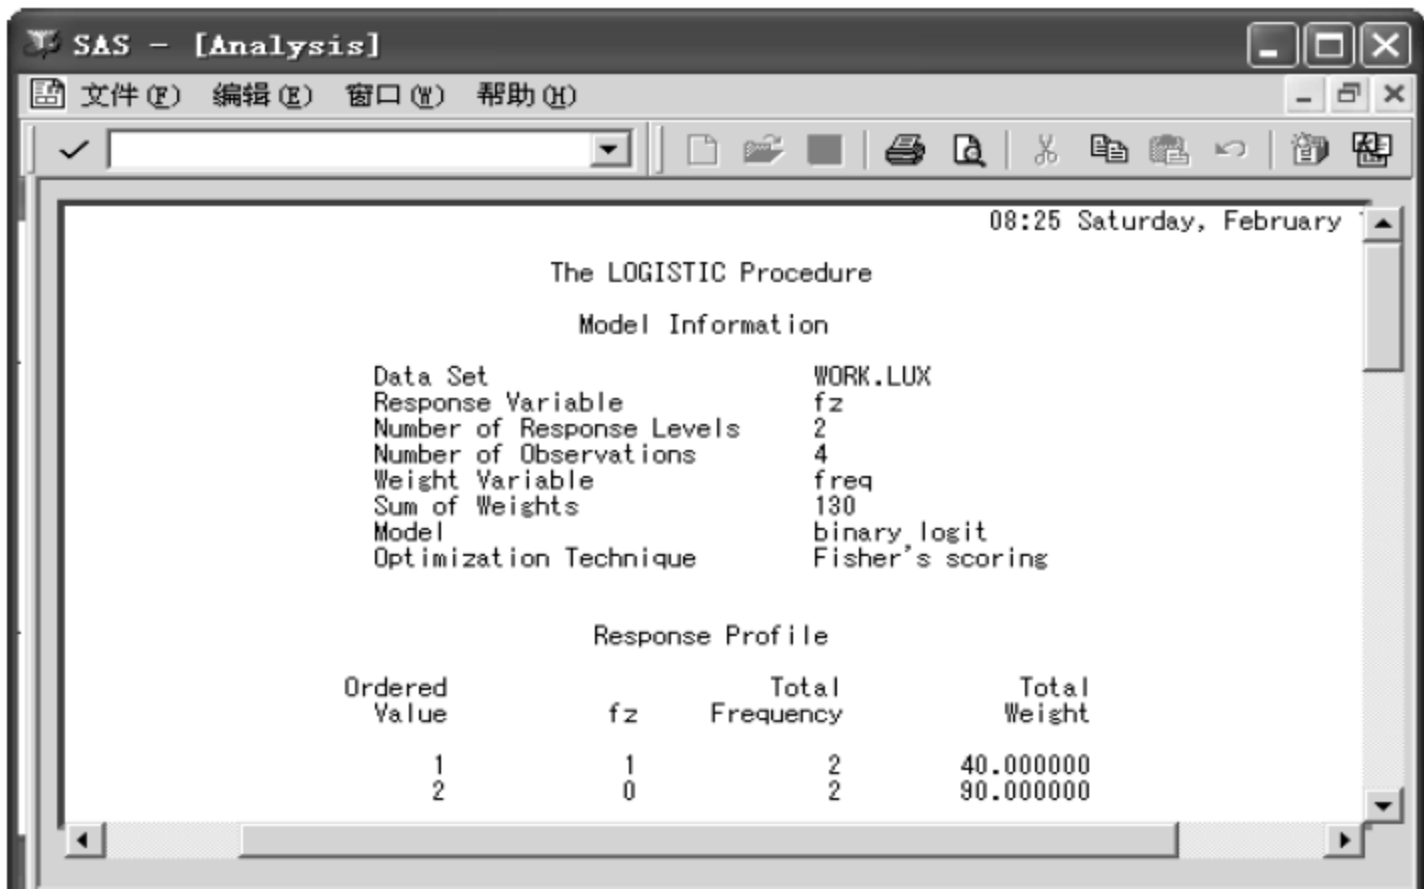 SAS - [Analysis]
文件(F) 编辑(E) 窗口(W) 帮助(H)
08:25 Saturday, February
The LOGISTIC Procedure
Model Information
Data Set WORK.LUX
Response Variable fz
Number of Response Levels 2
Number of Observations 4
Weight Variable freq
Sum of Weights 130
Model binary logit
Optimization Technique Fisher's scoring
Response Profile
Ordered Total Total
Value fz Frequency Weight
1 1 2 40.000000
2 0 2 90.000000